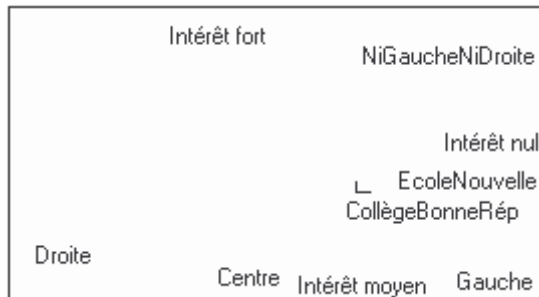 Intérêt fort
NiGaucheNiDroite
Intérêt nul
EcoleNouvelle
CollègeBonneRép
Droite
Centre
Intérêt moyen
Gauche